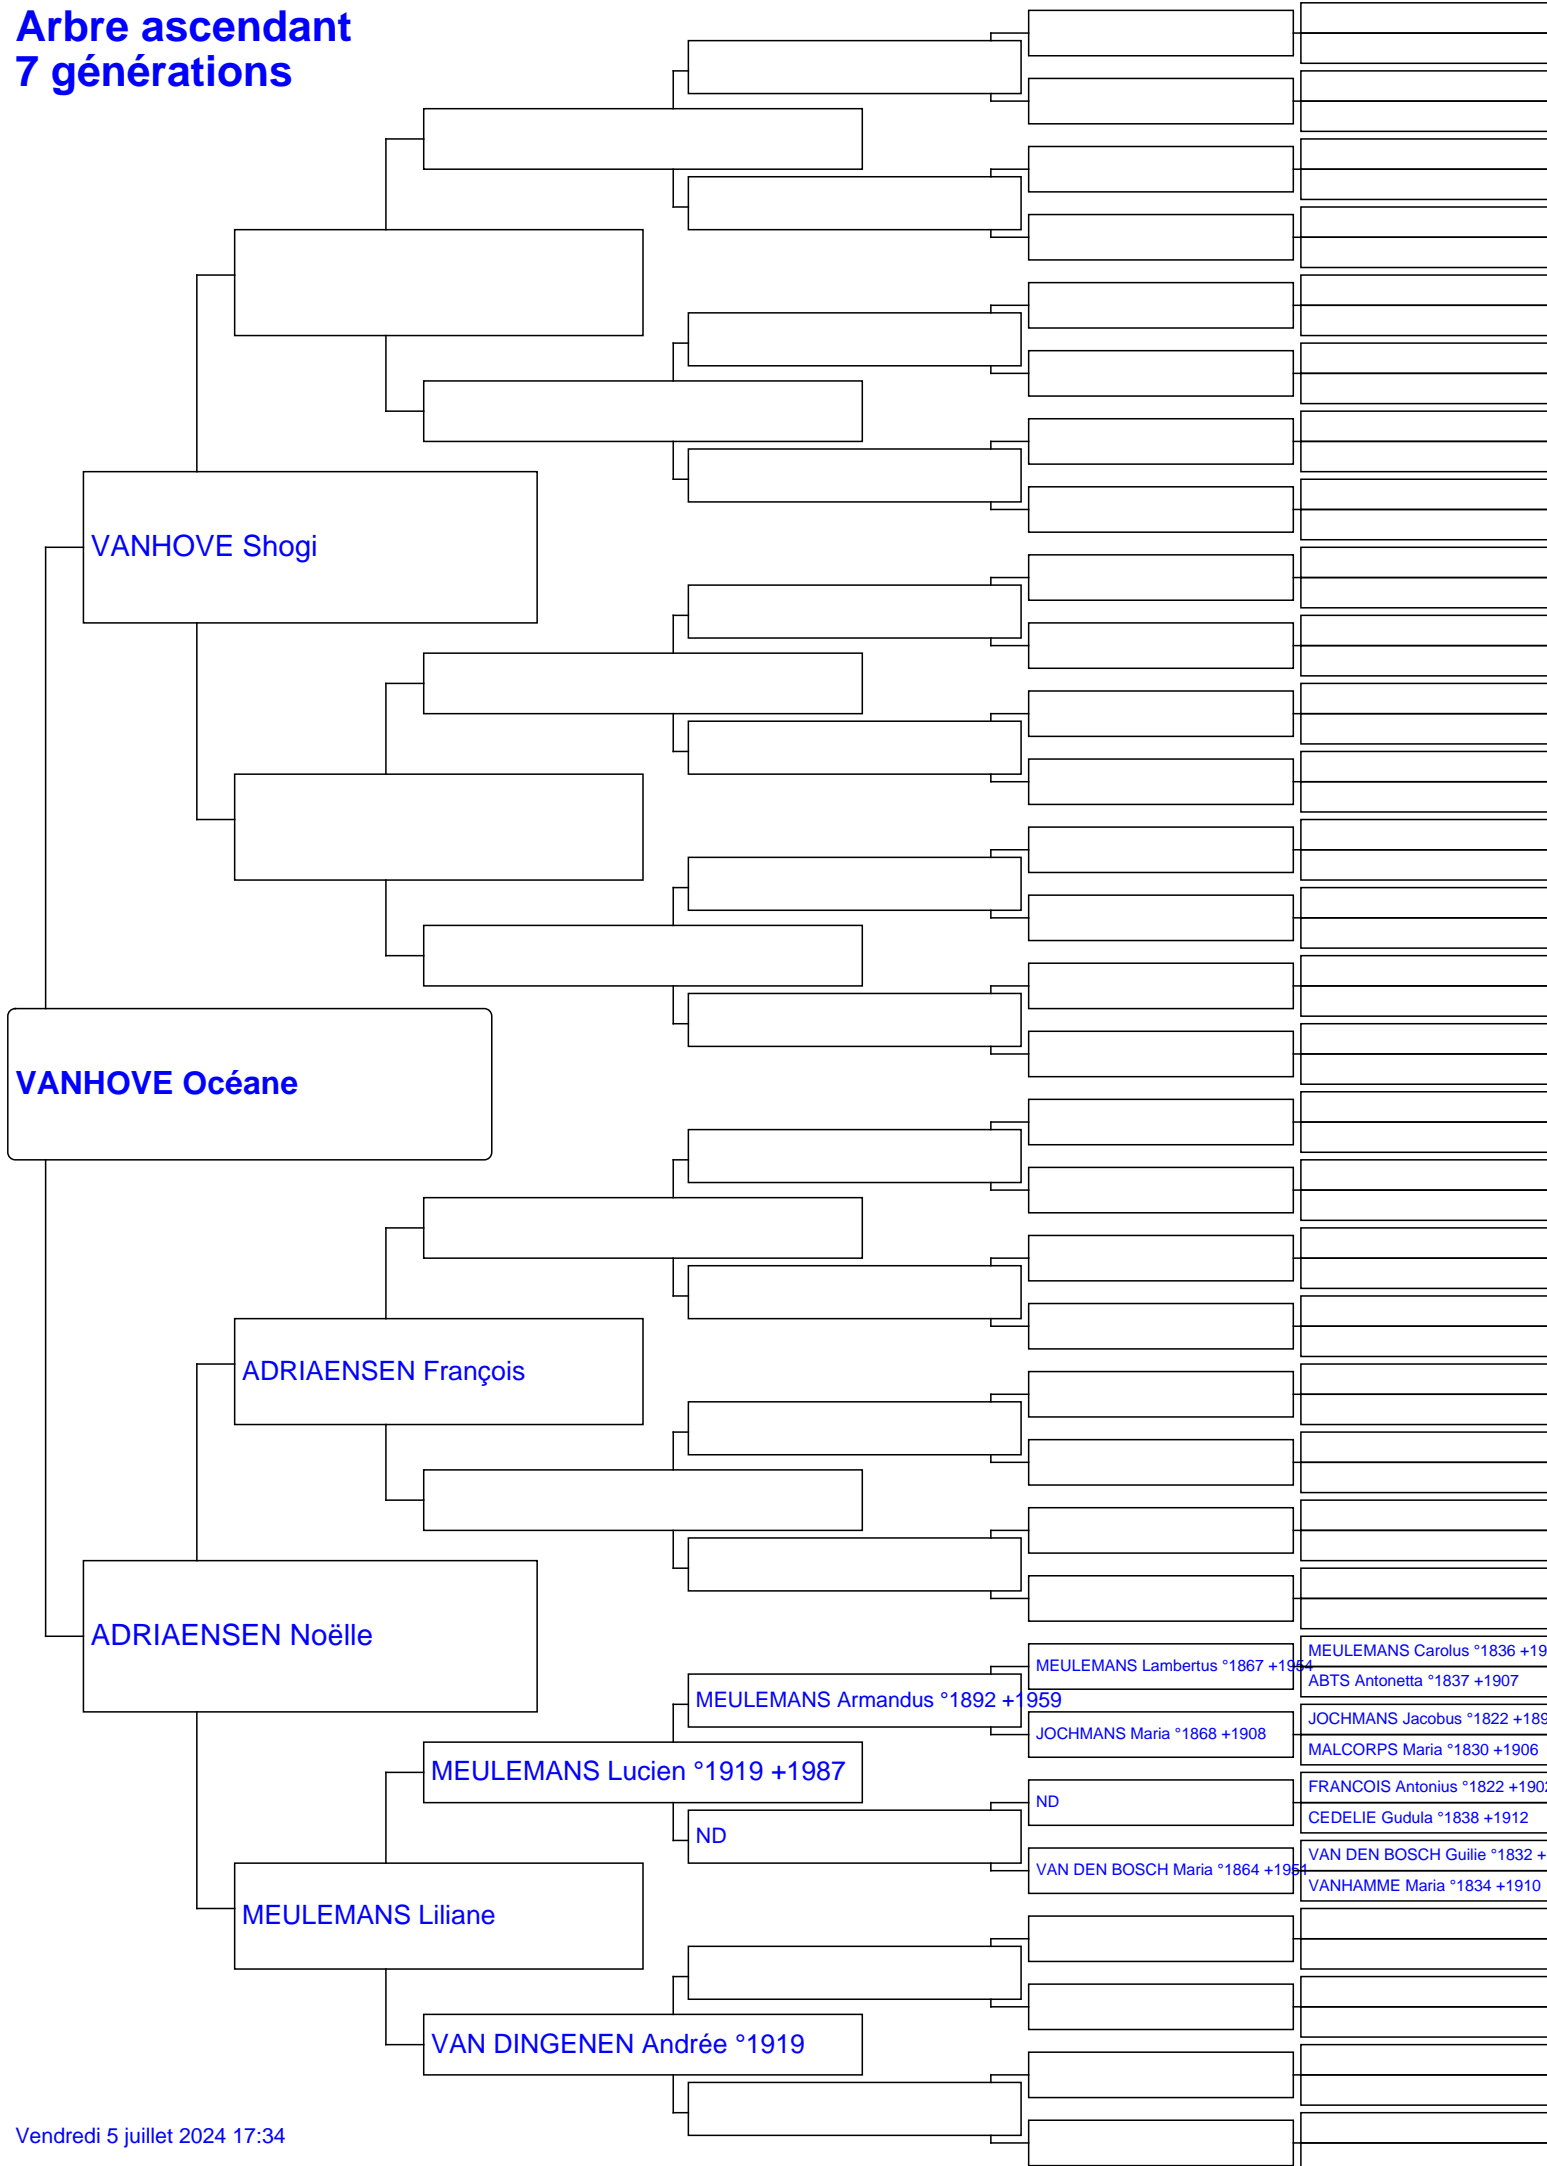 Arbre ascendant
7 générations
VANHOVE Shogi
VANHOVE Océane
ADRIAENSEN François
ADRIAENSEN Noëlle
MEULEMANS Carolus °1836 +19
MEULEMANS Lambertus °1867 +1954
ABTS Antonetta °1837 +1907
MEULEMANS Armandus °1892 +1959
JOCHMANS Jacobus °1822 +189
JOCHMANS Maria °1868 +1908
MALCORPS Maria °1830 +1906
MEULEMANS Lucien °1919 +1987
FRANCOIS Antonius °1822 +1902
ND
CEDELIE Gudula °1838 +1912
ND
VAN DEN BOSCH Guilie °1832 +
VAN DEN BOSCH Maria °1864 +1951
VANHAMME Maria °1834 +1910
MEULEMANS Liliane
VAN DINGENEN Andrée °1919
Vendredi 5 juillet 2024 17:34